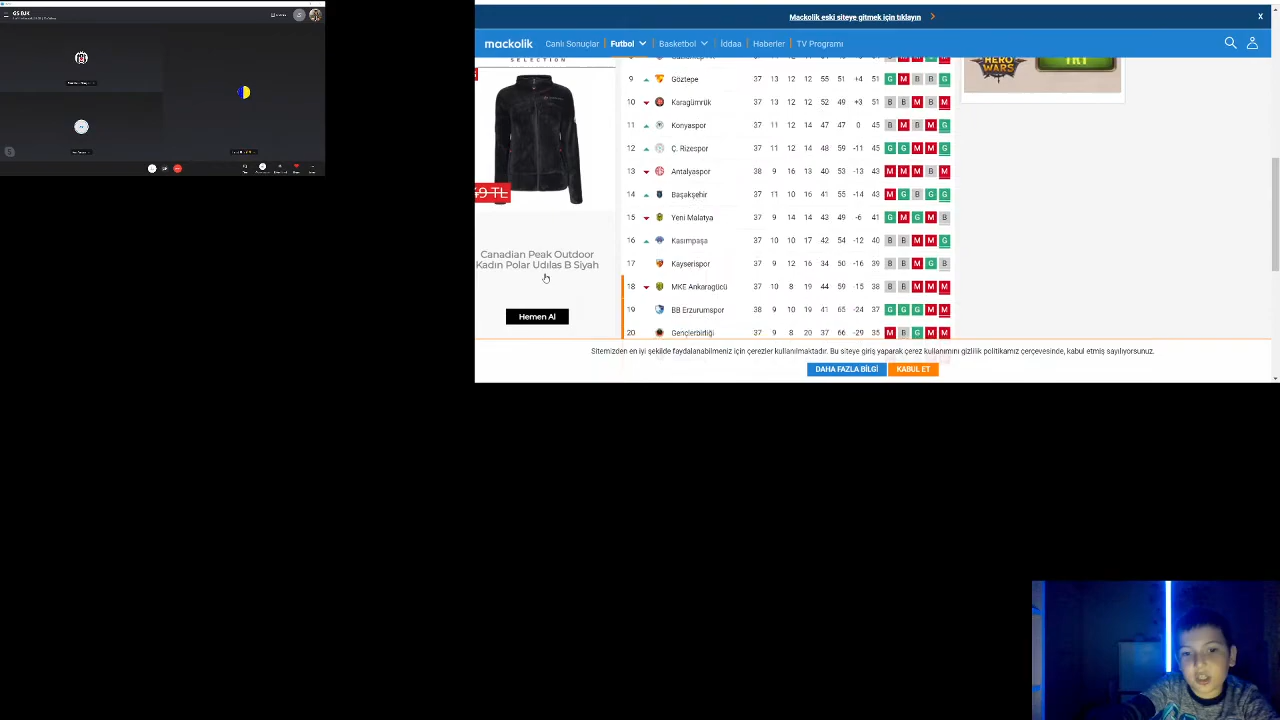 GS BJK
Mackolik eski siteye gitmek için tıklayın
X
mackolik Canlı Sonuçlar Futbol Basketbol İddaa Haberler TV Programı
SELECTION
49 TL
Canadian Peak Outdoor
Kadın Polar Udılas B Siyah
Hemen Al
9 Göztepe 37 13 12 12 55 51 +4 51 G M B B G
10 Karagümrük 37 13 12 12 52 49 +3 51 B B M B M
11 Konyaspor 37 11 12 14 47 47 0 45 B M B M G
12 Ç. Rizespor 37 11 12 14 48 59 -11 45 G G M M G
13 Antalyaspor 38 9 16 13 40 53 -13 43 M M M B M
14 Başakşehir 37 11 10 16 41 55 -14 43 M G B G G
15 Yeni Malatya 37 9 14 14 43 49 -6 41 G M G M B
16 Kasımpaşa 37 10 10 17 42 54 -12 40 B B M M G
17 Kayserispor 37 9 12 16 34 50 -16 39 B B M G B
18 MKE Ankaragücü 37 10 8 19 44 59 -15 38 B B M M M
19 BB Erzurumspor 38 9 10 19 41 65 -24 37 G G G M M
20 Gençlerbirliği 37 9 8 20 37 66 -29 35 M B G M M
HERO
WARS
Sitemizden en iyi şekilde faydalanabilmeniz için çerezler kullanılmaktadır. Bu siteye giriş yaparak çerez kullanımını gizlilik politikamız çerçevesinde, kabul etmiş sayılıyorsunuz.
DAHA FAZLA BİLGİ KABUL ET